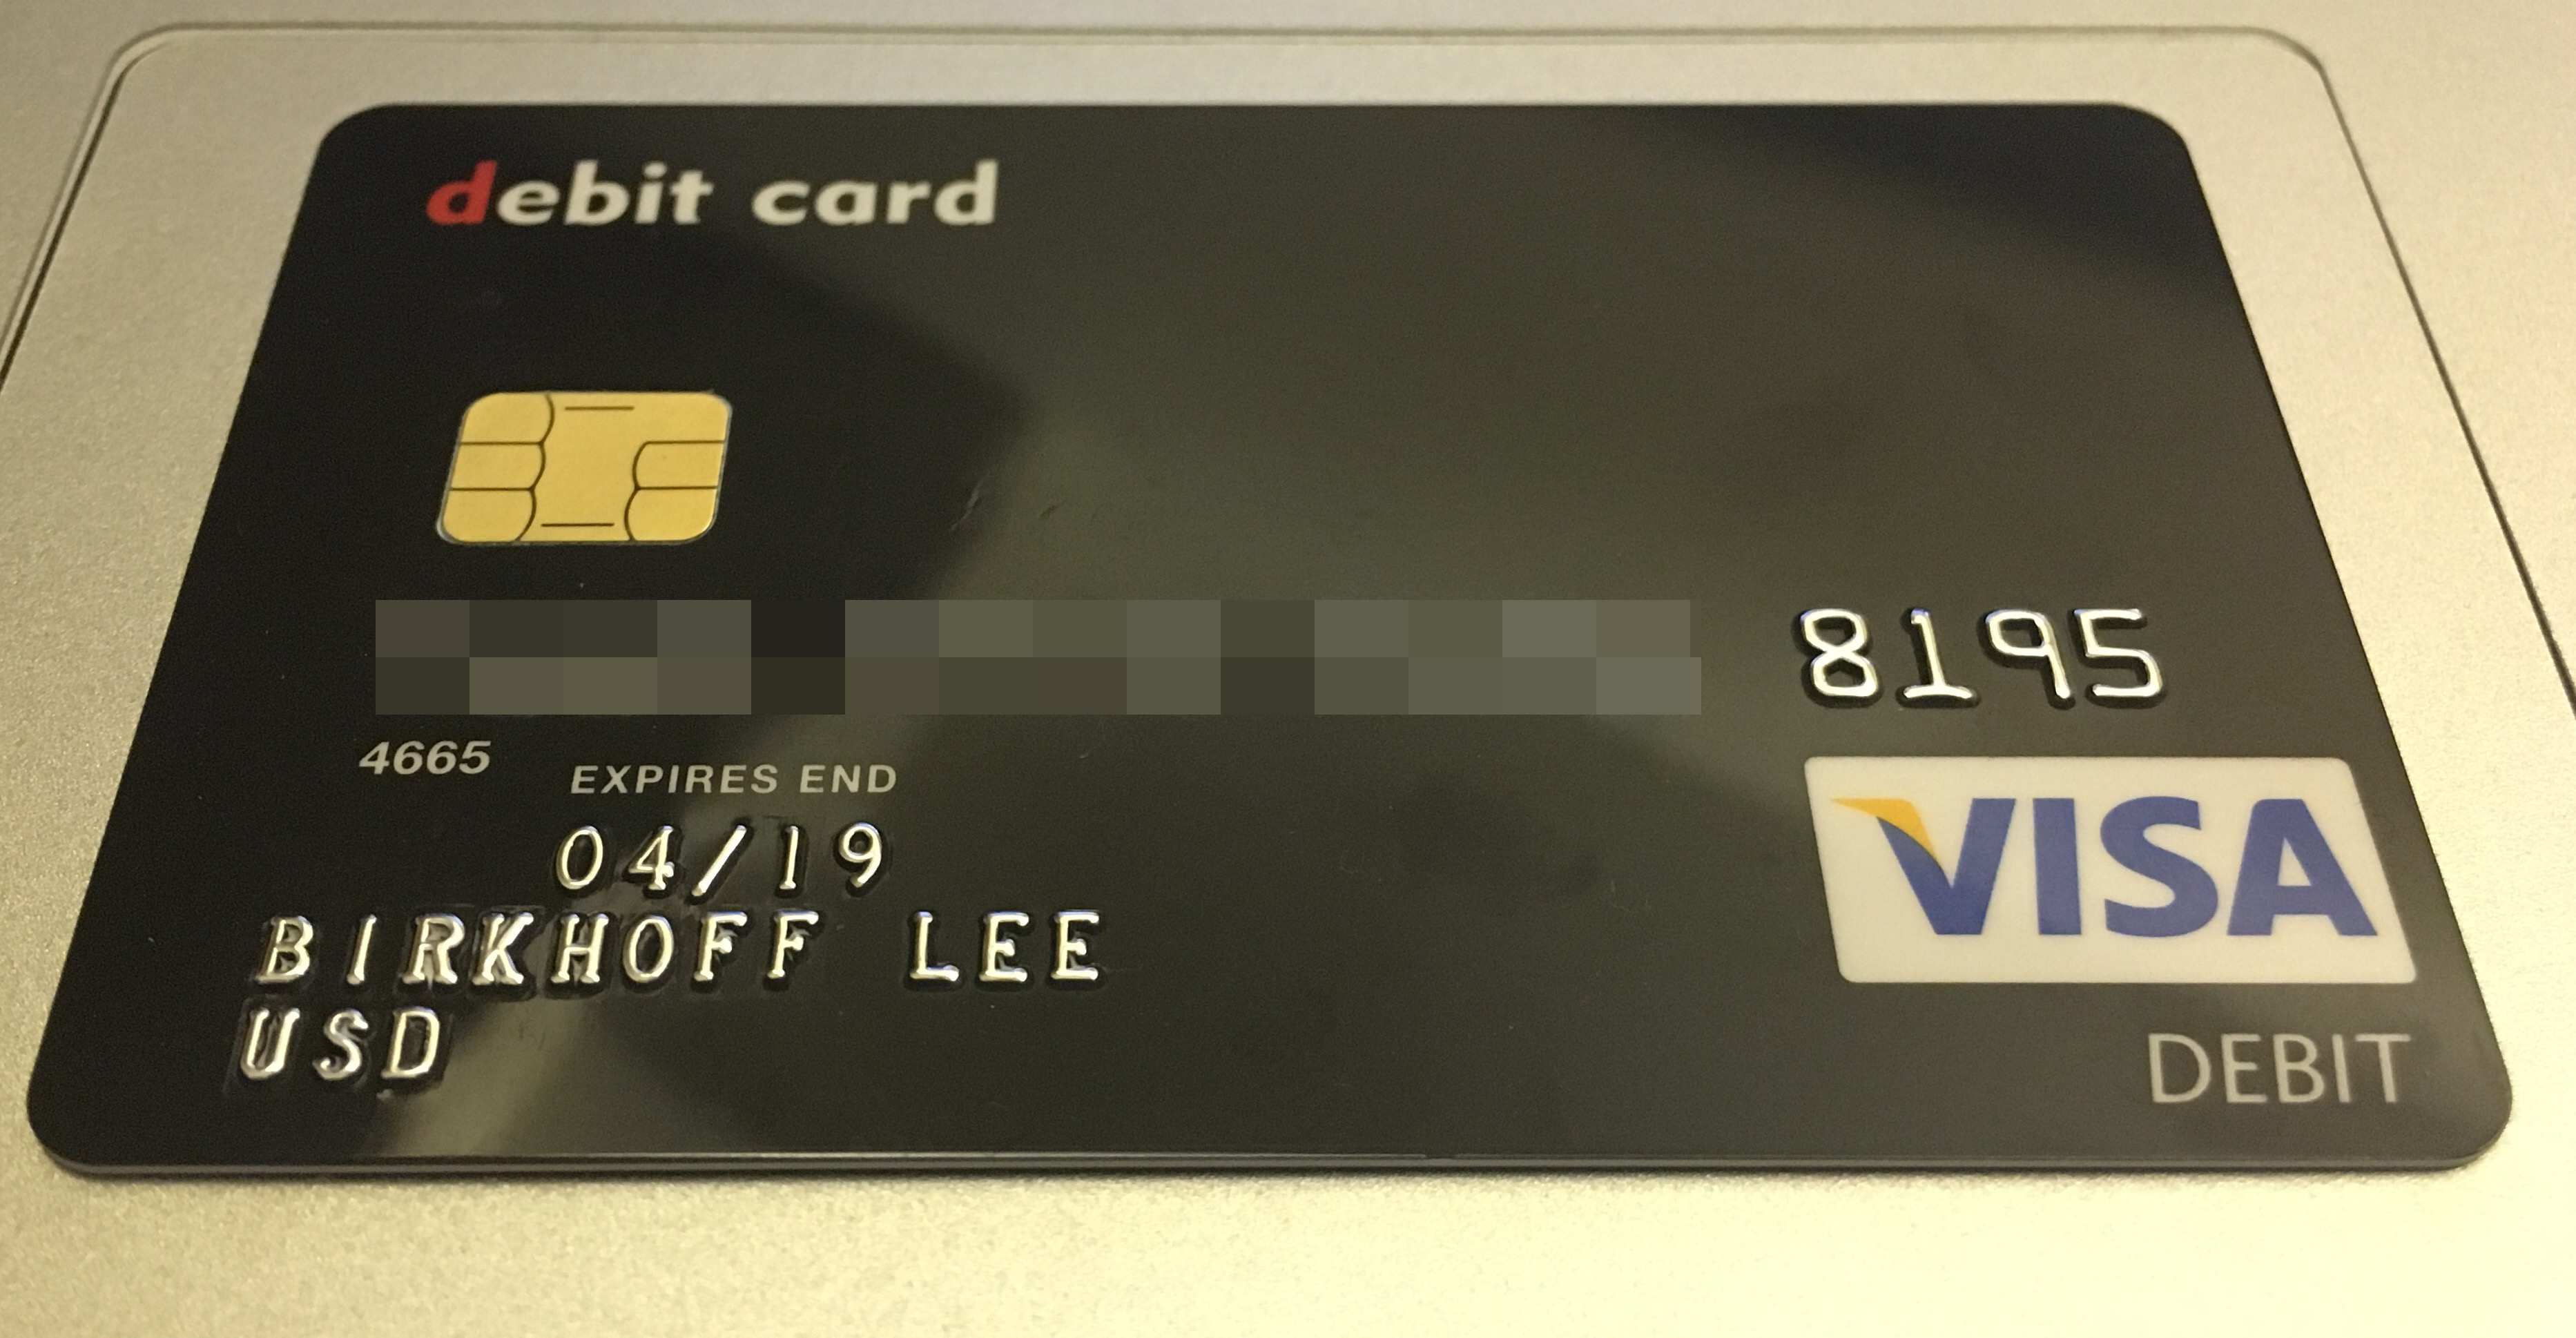 debit card
8195
4665
EXPIRES END
04/19
BIRKHOFF LEE
USD
VISA
DEBIT